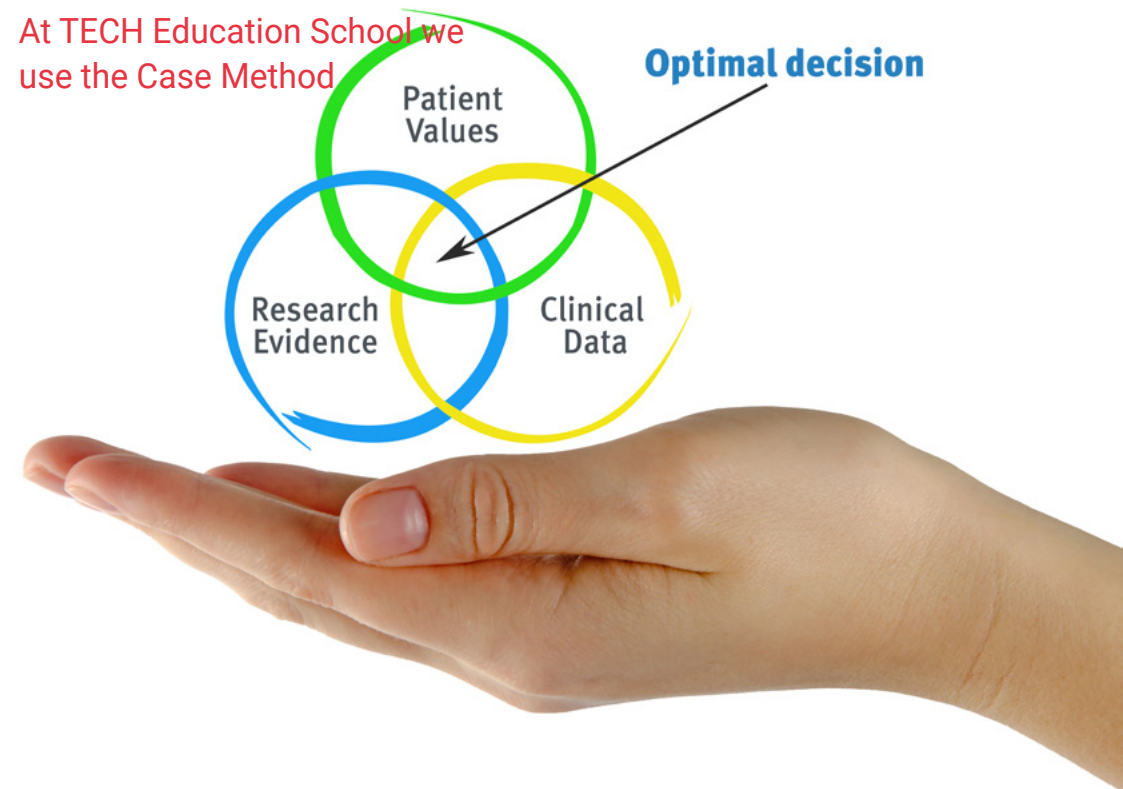 At TECH Education School we
use the Case Method
Optimal decision
Patient
Values
Research
Evidence
Clinical
Data